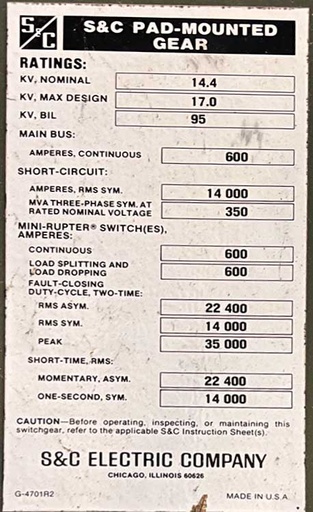 S&C
S&C PAD-MOUNTED
GEAR
RATINGS:
KV, NOMINAL 14.4
KV, MAX DESIGN 17.0
KV, BIL 95
MAIN BUS:
AMPERES, CONTINUOUS 600
SHORT-CIRCUIT:
AMPERES, RMS SYM. 14 000
MVA THREE-PHASE SYM. AT
RATED NOMINAL VOLTAGE 350
MINI-RUPTER® SWITCH(ES),
AMPERES:
CONTINUOUS 600
LOAD SPLITTING AND
LOAD DROPPING 600
FAULT-CLOSING
DUTY-CYCLE, TWO-TIME:
RMS ASYM. 22 400
RMS SYM. 14 000
PEAK 35 000
SHORT-TIME, RMS:
MOMENTARY, ASYM. 22 400
ONE-SECOND, SYM. 14 000
CAUTION—Before operating, inspecting, or maintaining this
switchgear, refer to the applicable S&C Instruction Sheet(s).
S&C ELECTRIC COMPANY
CHICAGO, ILLINOIS 60626
G-4701R2 MADE IN U.S.A.